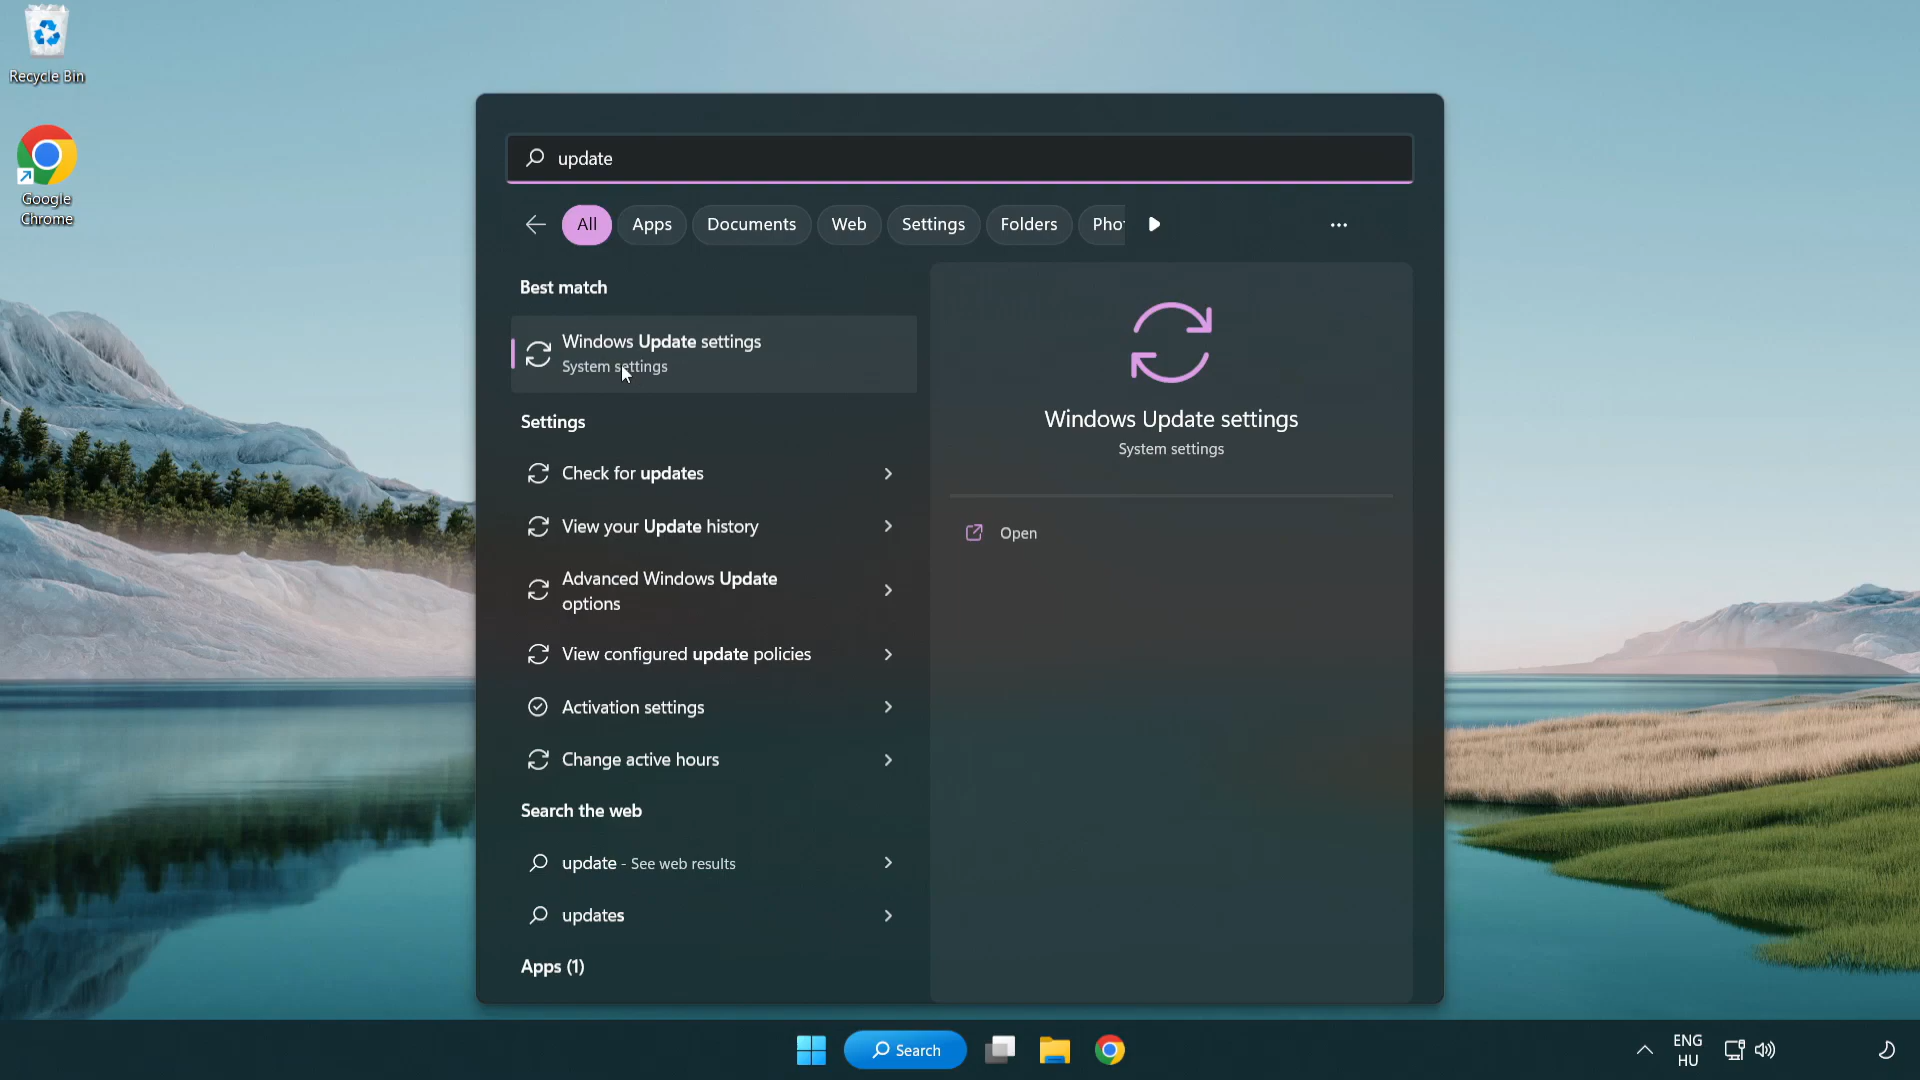 Recycle Bin
Google
Chrome
update
All
Apps
Documents
Web
Settings
Folders
Pho
Best match
Windows Update settings
System settings
Settings
Check for updates
View your Update history
Advanced Windows Update
options
View configured update policies
Activation settings
Change active hours
Search the web
update - See web results
updates
Apps (1)
Windows Update settings
System settings
Open
Search
ENG
HU